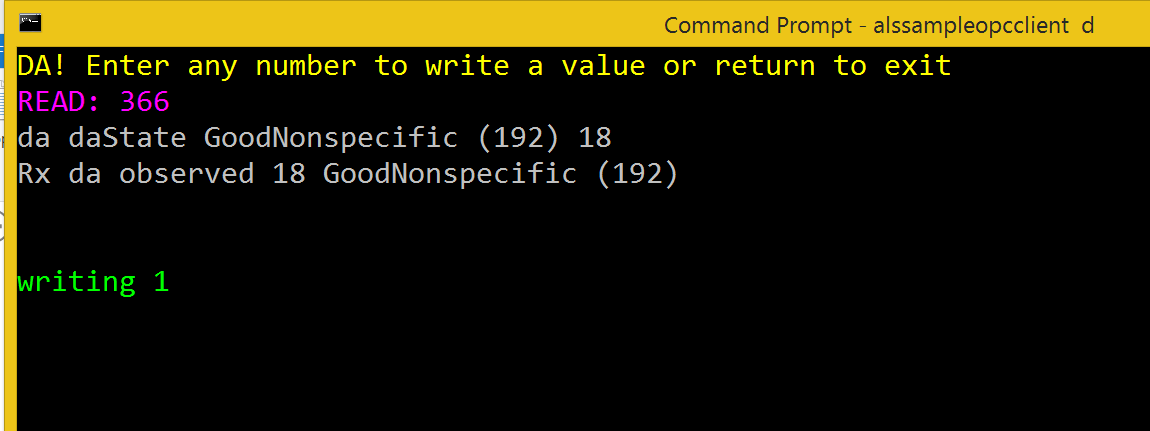 Command Prompt - alssampleopcclient  d
DA! Enter any number to write a value or return to exit
READ: 366
da daState GoodNonspecific (192) 18
Rx da observed 18 GoodNonspecific (192)
writing 1